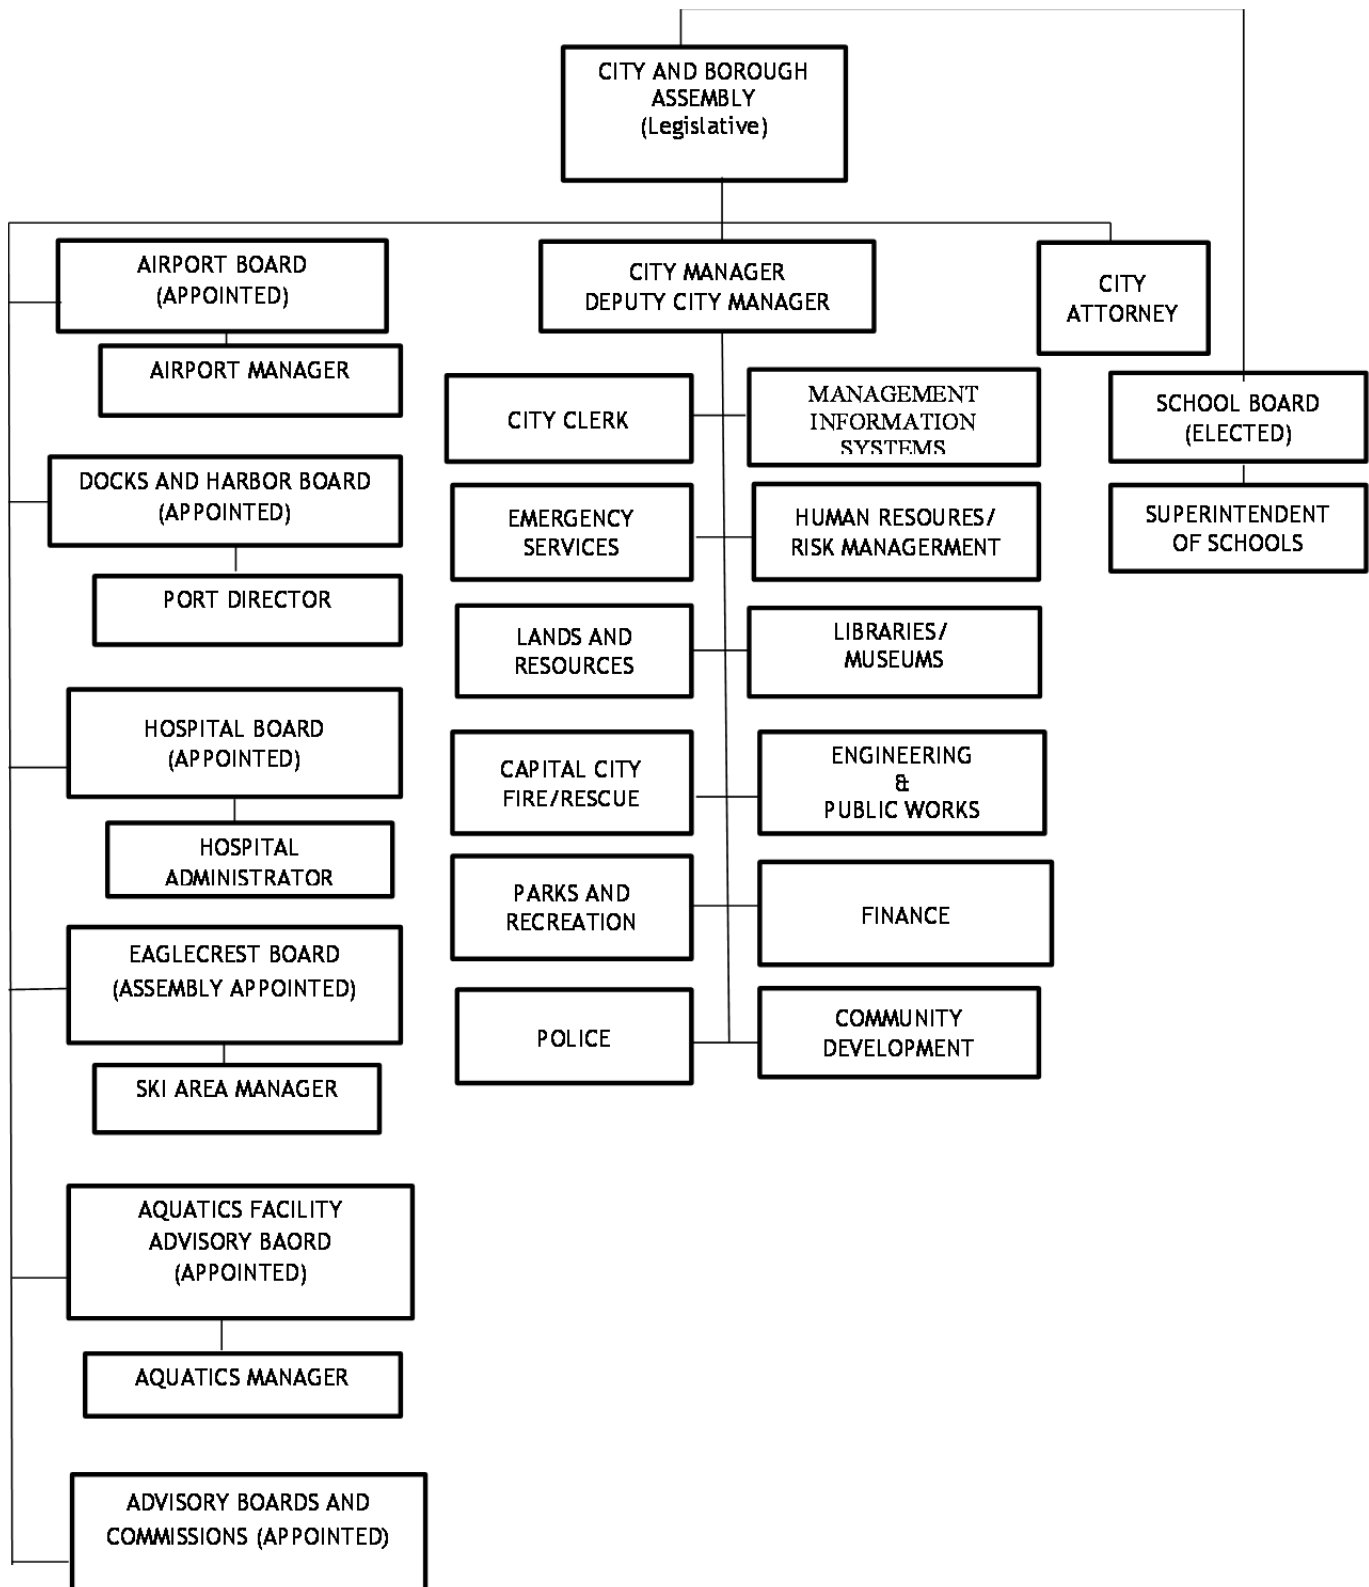 CITY AND BOROUGH
ASSEMBLY
(Legislative)
AIRPORT BOARD
(APPOINTED)
AIRPORT MANAGER
DOCKS AND HARBOR BOARD
(APPOINTED)
PORT DIRECTOR
HOSPITAL BOARD
(APPOINTED)
HOSPITAL
ADMINISTRATOR
EAGLECREST BOARD
(ASSEMBLY APPOINTED)
SKI AREA MANAGER
AQUATICS FACILITY
ADVISORY BAORD
(APPOINTED)
AQUATICS MANAGER
ADVISORY BOARDS AND
COMMISSIONS (APPOINTED)
CITY MANAGER
DEPUTY CITY MANAGER
CITY CLERK
MANAGEMENT
INFORMATION
SYSTEMS
EMERGENCY
SERVICES
HUMAN RESOURES/
RISK MANAGERMENT
LANDS AND
RESOURCES
LIBRARIES/
MUSEUMS
CAPITAL CITY
FIRE/RESCUE
ENGINEERING
&
PUBLIC WORKS
PARKS AND
RECREATION
FINANCE
POLICE
COMMUNITY
DEVELOPMENT
CITY
ATTORNEY
SCHOOL BOARD
(ELECTED)
SUPERINTENDENT
OF SCHOOLS